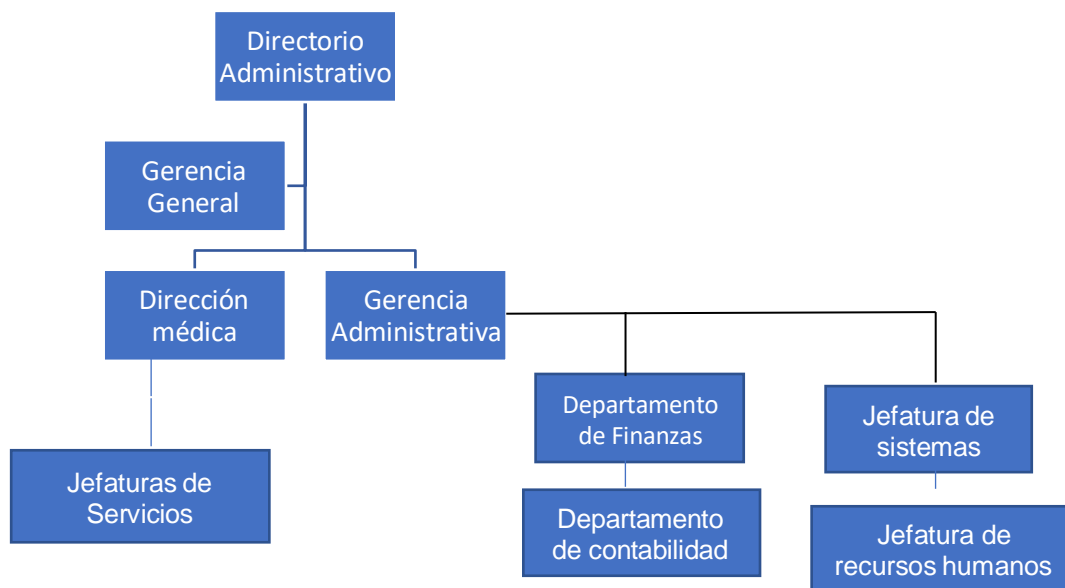 Directorio
Administrativo
Gerencia
General
Dirección
médica
Gerencia
Administrativa
Departamento
de Finanzas
Jefatura de
sistemas
Jefaturas de
Servicios
Departamento
de contabilidad
Jefatura de
recursos humanos